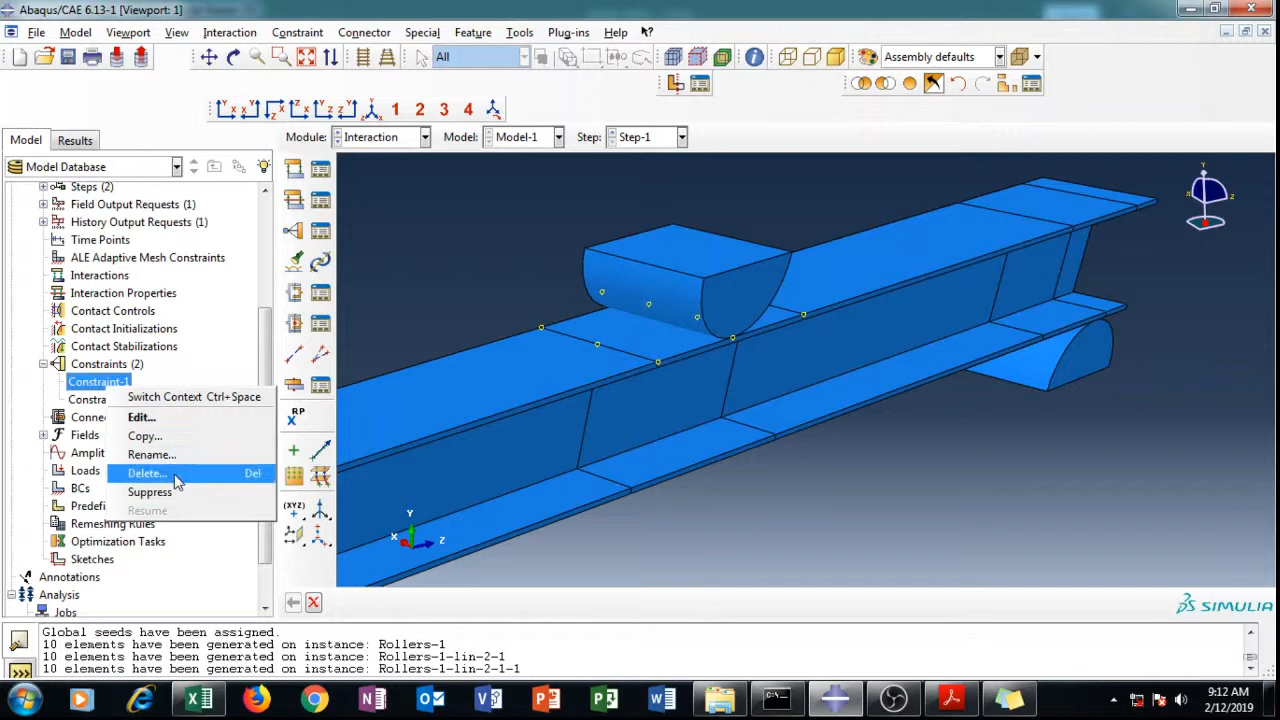 Abaqus/CAE 6.13-1 [Viewport: 1]
File Model Viewport View Interaction Constraint Connector Special Feature Tools Plug-ins Help
All
Assembly defaults
1 2 3 4
Model Results
Module: Interaction Model: Model-1 Step: Step-1
Model Database
Steps (2)
Field Output Requests (1)
History Output Requests (1)
Time Points
ALE Adaptive Mesh Constraints
Interactions
Interaction Properties
Contact Controls
Contact Initializations
Contact Stabilizations
Constraints (2)
Constraint-1
Constra
Switch Context Ctrl+Space
Edit...
Copy...
Rename...
Delete... Del
Suppress
Resume
Conne
Fields
Amplit
Loads
BCs
Predefi
Remeshing Rules
Optimization Tasks
Sketches
Annotations
Analysis
Jobs
RP
(XYZ)
Y
X
Z
Y
X
Z
SIMULIA
Global seeds have been assigned.
10 elements have been generated on instance: Rollers-1
10 elements have been generated on instance: Rollers-1-lin-2-1
10 elements have been generated on instance: Rollers-1-lin-2-1-1
9:12 AM
2/12/2019